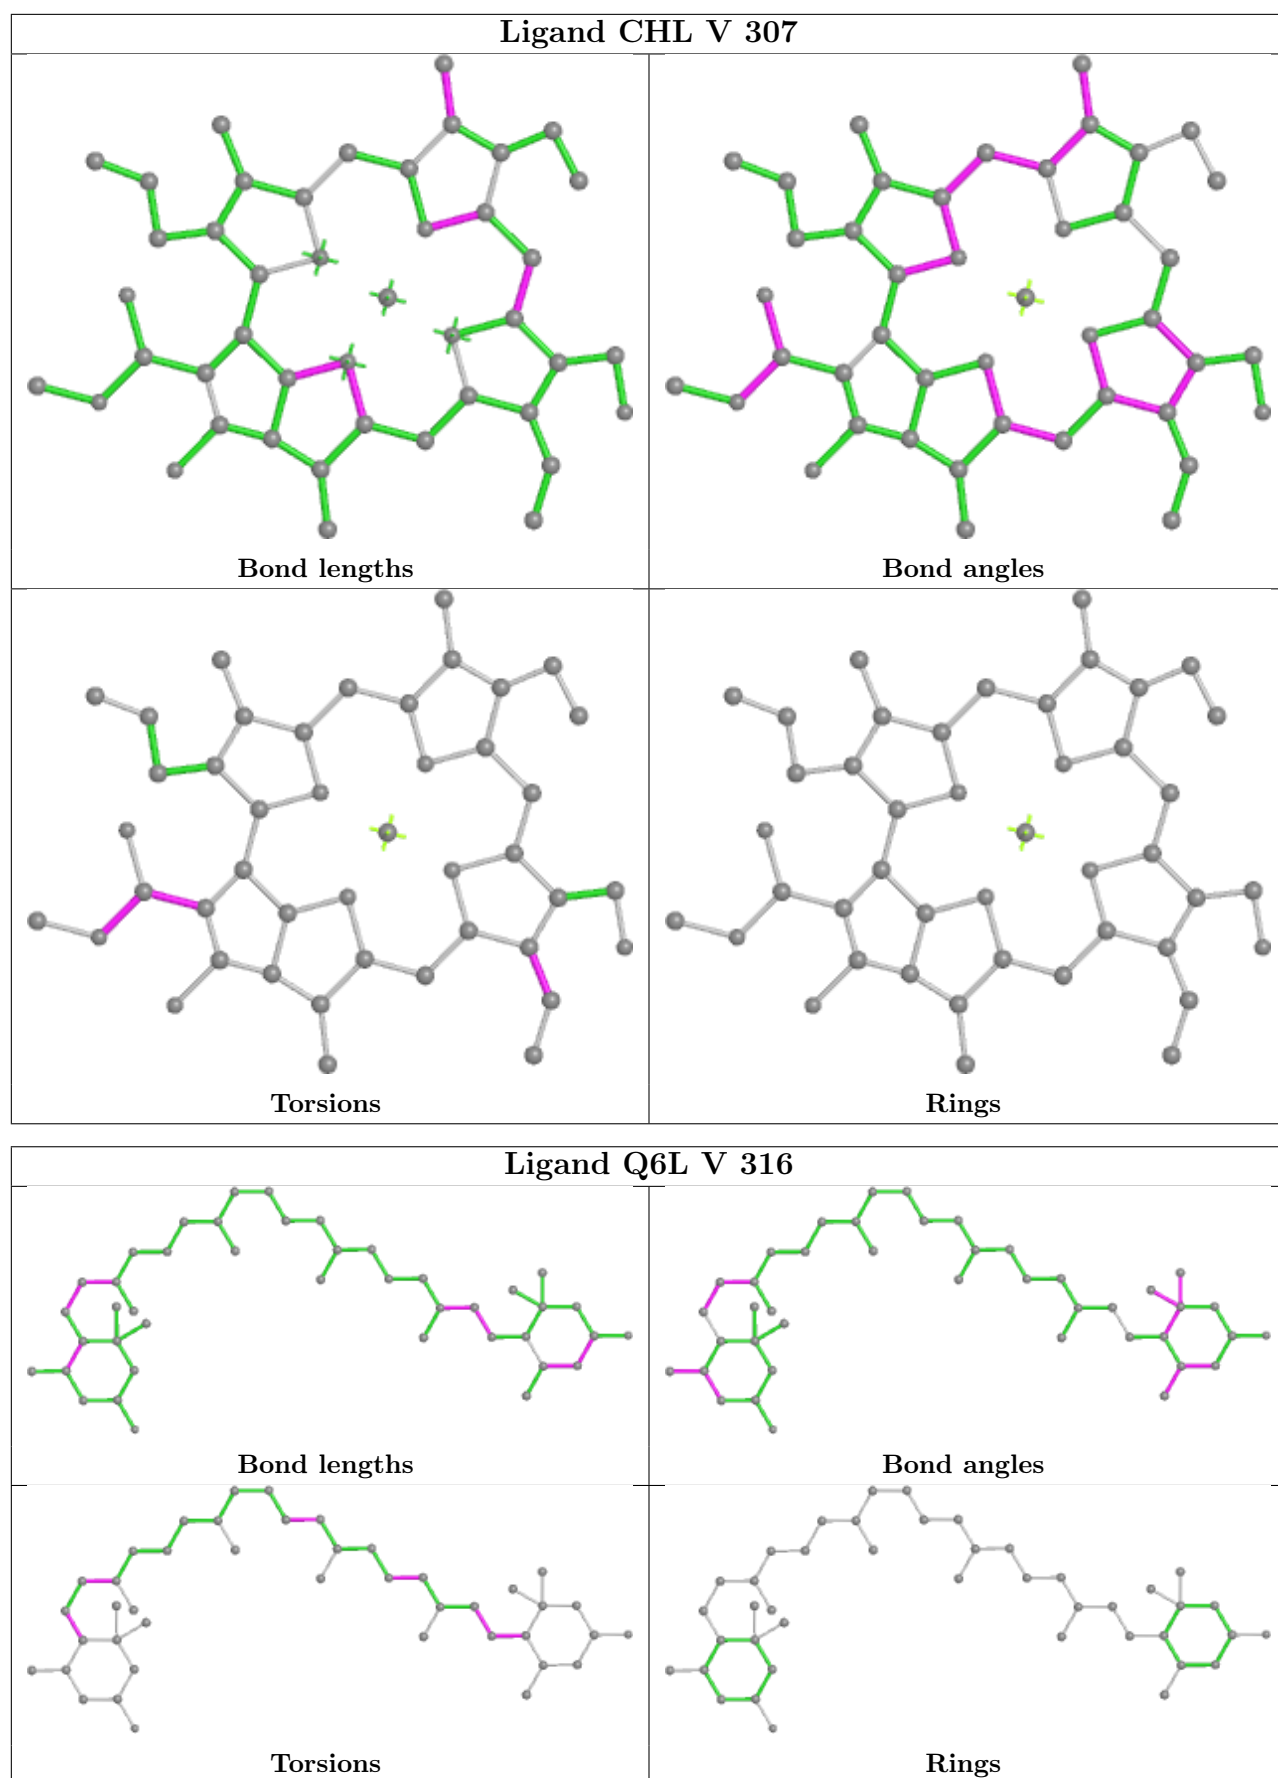 Ligand CHL V 307
Bond lengths
Bond angles
Torsions
Rings
Ligand Q6L V 316
Bond lengths
Bond angles
Torsions
Rings